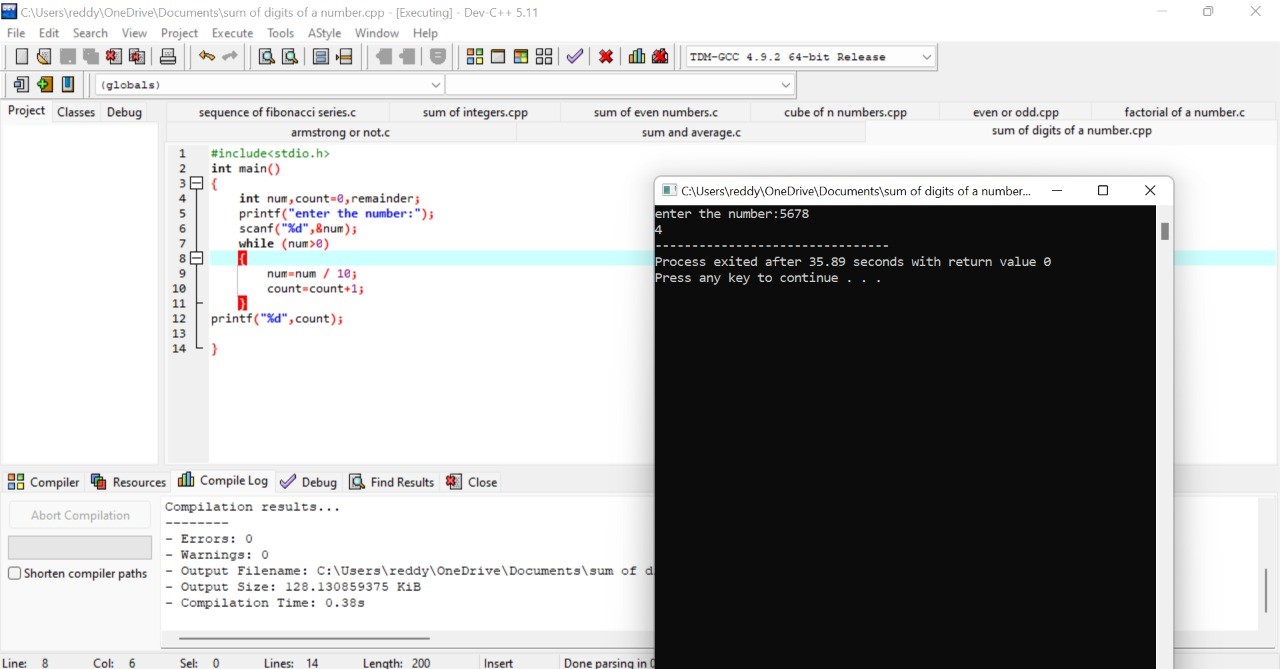 C:\Users\reddy\OneDrive\Documents\sum of digits of a number.cpp - [Executing] - Dev-C++ 5.11
File Edit Search View Project Execute Tools AStyle Window Help
TDM-GCC 4.9.2 64-bit Release
(globals)
Project Classes Debug
sequence of fibonacci series.c sum of integers.cpp sum of even numbers.c cube of n numbers.cpp even or odd.cpp factorial of a number.c
armstrong or not.c sum and average.c sum of digits of a number.cpp
1 #include<stdio.h>
2 int main()
3 {
4 int num,count=0,remainder;
5 printf("enter the number:");
6 scanf("%d",&num);
7 while (num>0)
8 {
9 num=num / 10;
10 count=count+1;
11 }
12 printf("%d",count);
13
14 }
C:\Users\reddy\OneDrive\Documents\sum of digits of a number...
enter the number:5678
4
--------------------------------
Process exited after 35.89 seconds with return value 0
Press any key to continue . . .
Compiler Resources Compile Log Debug Find Results Close
Abort Compilation
Shorten compiler paths
Compilation results...
--------
- Errors: 0
- Warnings: 0
- Output Filename: C:\Users\reddy\OneDrive\Documents\sum of d
- Output Size: 128.130859375 KiB
- Compilation Time: 0.38s
Line: 8 Col: 6 Sel: 0 Lines: 14 Length: 200 Insert Done parsing in